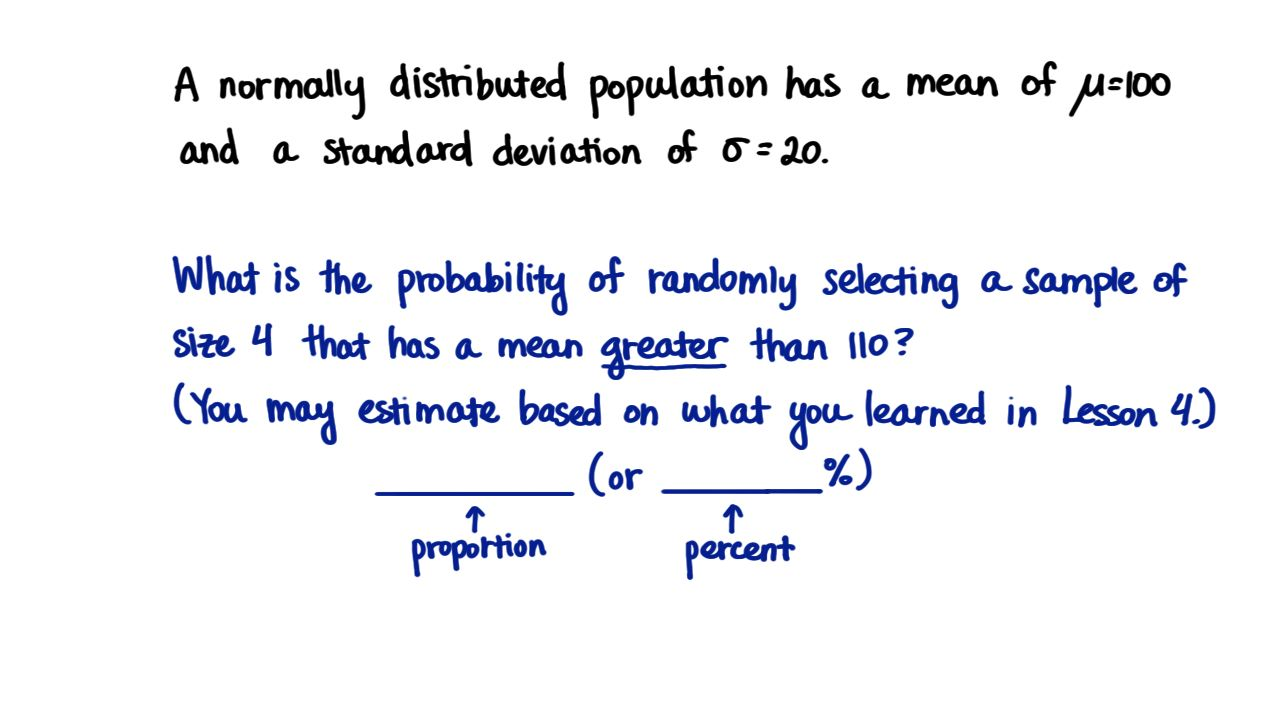 A normally distributed population has a mean of μ=100
and a standard deviation of σ=20.
What is the probability of randomly selecting a sample of
size 4 that has a mean greater than 110?
(You may estimate based on what you learned in Lesson 4.)
__________ (or ________%)
↑ ↑
proportion percent